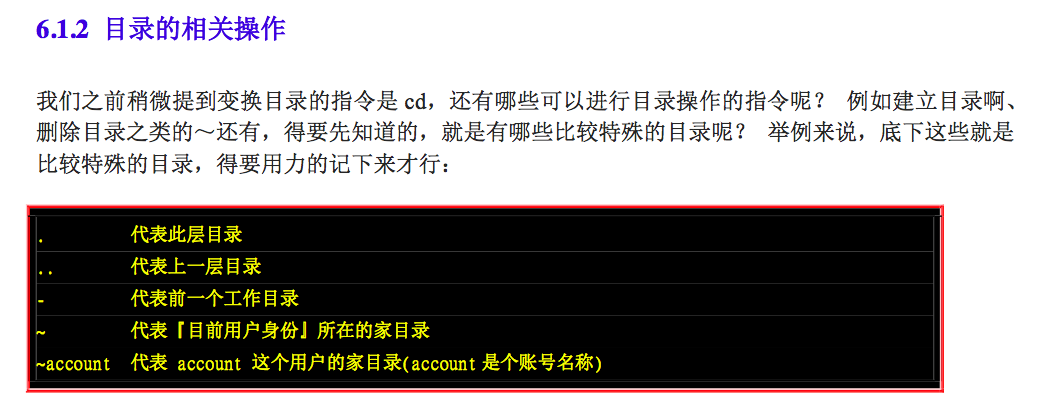 6.1.2 目录的相关操作
我们之前稍微提到变换目录的指令是 cd，还有哪些可以进行目录操作的指令呢？ 例如建立目录啊、
删除目录之类的～还有，得要先知道的，就是有哪些比较特殊的目录呢？ 举例来说，底下这些就是
比较特殊的目录，得要用力的记下来才行：
. 代表此层目录
.. 代表上一层目录
- 代表前一个工作目录
~ 代表『目前用户身份』所在的家目录
~account 代表 account 这个用户的家目录(account 是个账号名称)